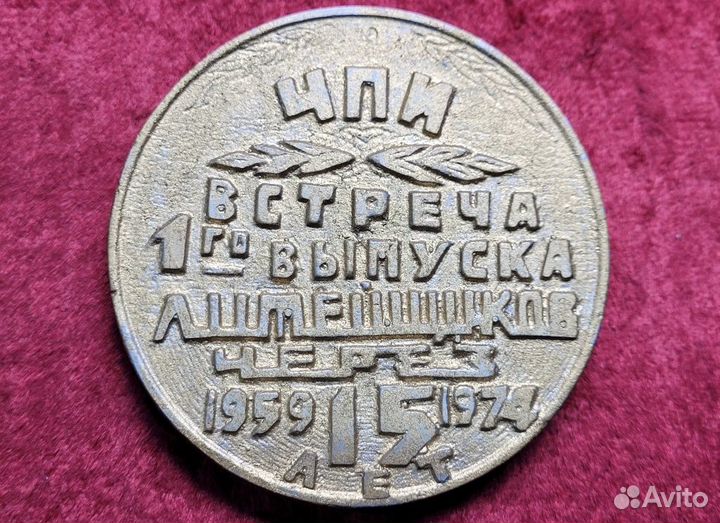 ЧПИ
ВСТРЕЧА
1ГО ВЫПУСКА
ЛИТЕЙЩИКОВ
ЧЕРЕЗ
1959 15 1974
ЛЕТ
Avito